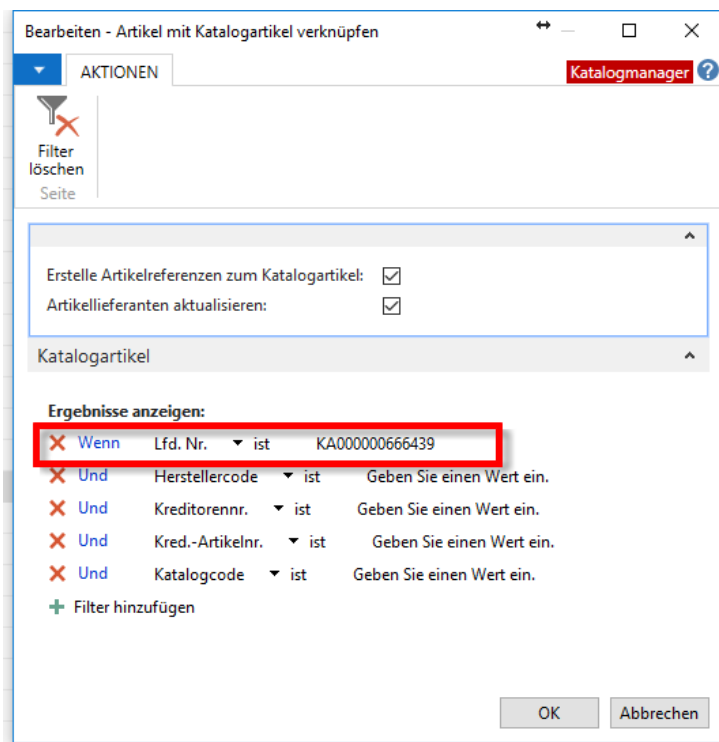 Bearbeiten - Artikel mit Katalogartikel verknüpfen
AKTIONEN
Katalogmanager
?
Filter
löschen
Seite
Erstelle Artikelreferenzen zum Katalogartikel:
Artikellieferanten aktualisieren:
Katalogartikel
Ergebnisse anzeigen:
Wenn Lfd. Nr. ist KA000000666439
Und Herstellercode ist Geben Sie einen Wert ein.
Und Kreditorennr. ist Geben Sie einen Wert ein.
Und Kred.-Artikelnr. ist Geben Sie einen Wert ein.
Und Katalogcode ist Geben Sie einen Wert ein.
Filter hinzufügen
OK Abbrechen